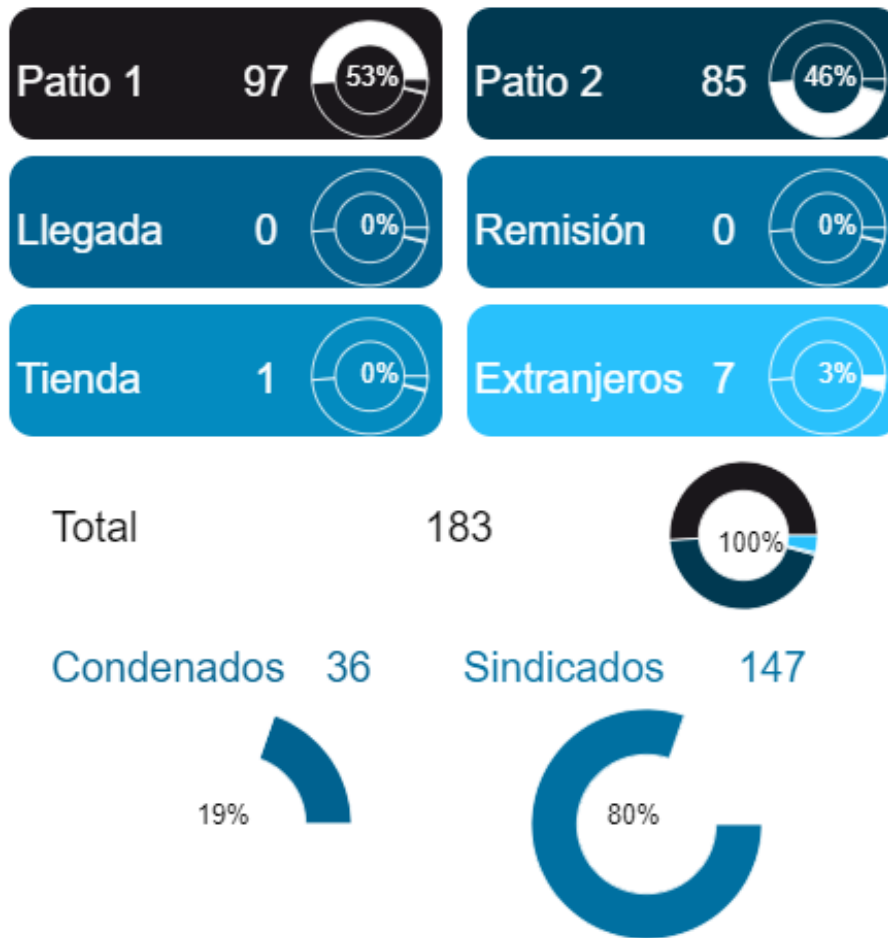 Patio 1 97 53%
Patio 2 85 46%
Llegada 0 0%
Remisión 0 0%
Tienda 1 0%
Extranjeros 7 3%
Total 183 100%
Condenados 36
Sindicados 147
19%
80%